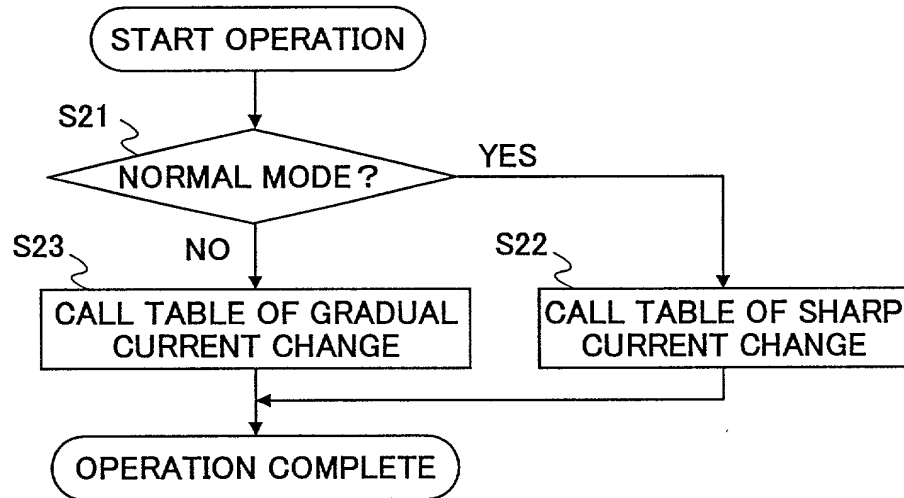 START OPERATION
S21
NORMAL MODE?
YES
NO
S23
S22
CALL TABLE OF GRADUAL
CURRENT CHANGE
CALL TABLE OF SHARP
CURRENT CHANGE
OPERATION COMPLETE